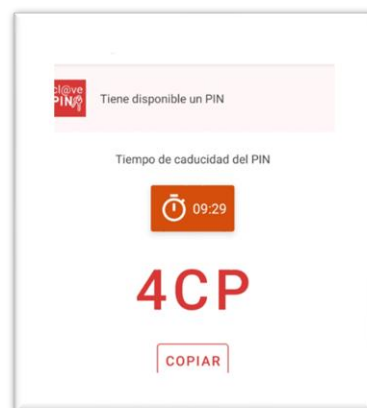 cl@ve
PIN
Tiene disponible un PIN
Tiempo de caducidad del PIN
09:29
4CP
COPIAR